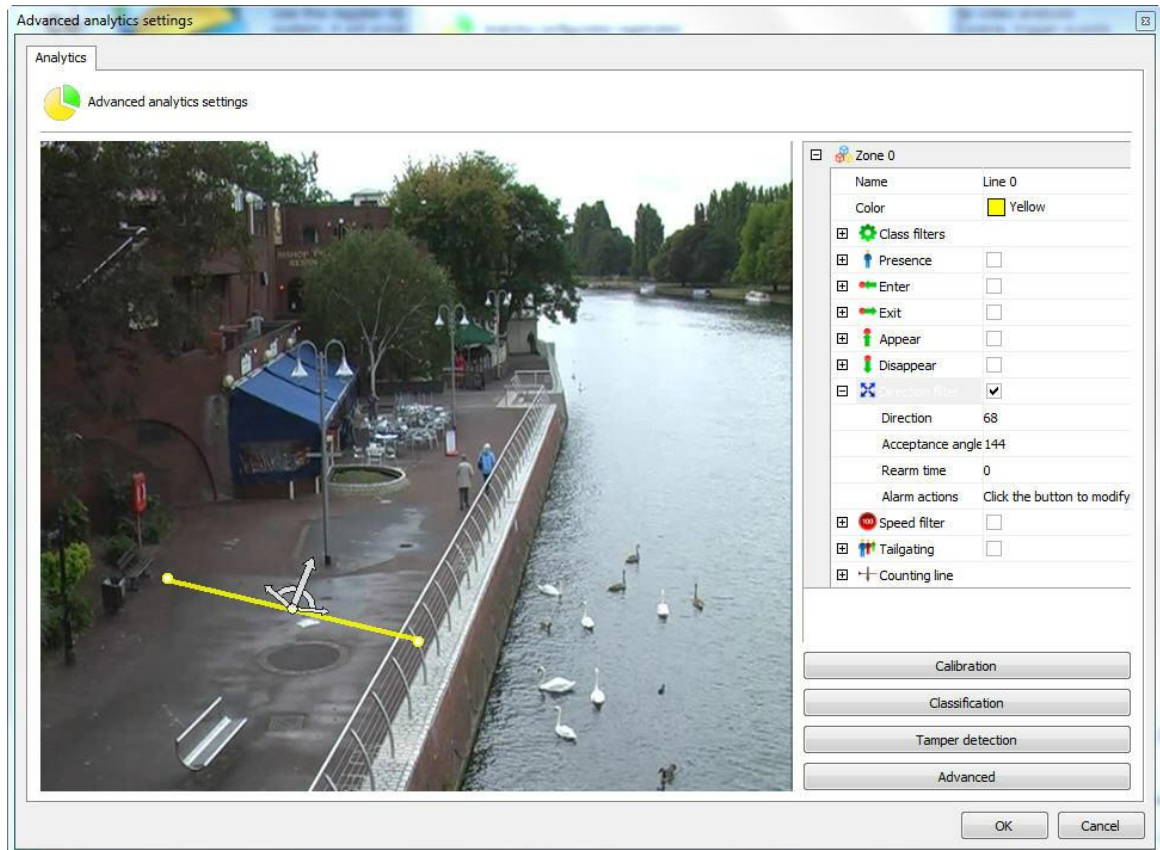 Advanced analytics settings
Analytics
Advanced analytics settings
Zone 0
Name Line 0
Color Yellow
Class filters
Presence
Enter
Exit
Appear
Disappear
Direction filter
Direction 68
Acceptance angle 144
Rearm time 0
Alarm actions Click the button to modify
100 Speed filter
Tailgating
Counting line
Calibration
Classification
Tamper detection
Advanced
OK Cancel